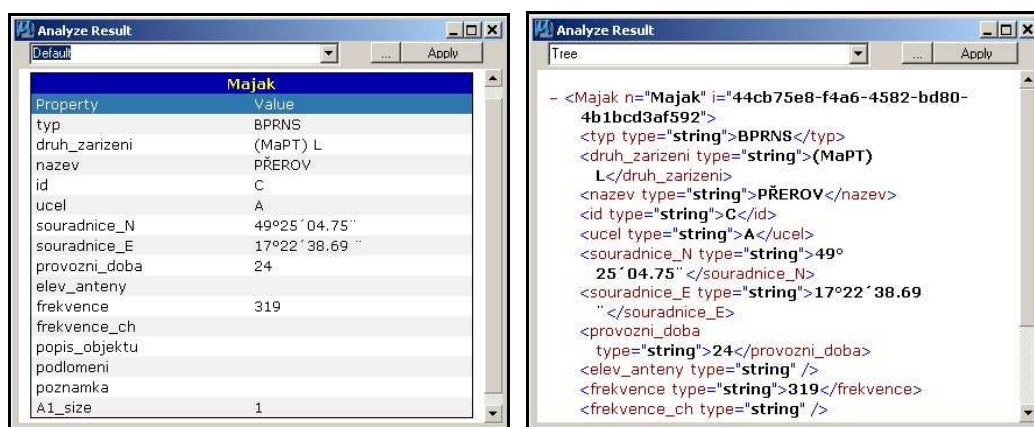 Analyze Result
Default ... Apply
Majak
Property Value
typ BPRNS
druh_zarizeni (MaPT) L
nazev PŘEROV
id C
ucel A
souradnice_N 49°25´04.75¨
souradnice_E 17°22´38.69 ¨
provozni_doba 24
elev_anteny
frekvence 319
frekvence_ch
popis_objektu
podlomeni
poznamka
A1_size 1
Analyze Result
Tree ... Apply
- <Majak n="Majak" i="44cb75e8-f4a6-4582-bd80-
4b1bcd3af592">
<typ type="string">BPRNS</typ>
<druh_zarizeni type="string">(MaPT)
L</druh_zarizeni>
<nazev type="string">PŘEROV</nazev>
<id type="string">C</id>
<ucel type="string">A</ucel>
<souradnice_N type="string">49°
25´04.75¨</souradnice_N>
<souradnice_E type="string">17°22´38.69
¨</souradnice_E>
<provozni_doba
type="string">24</provozni_doba>
<elev_anteny type="string" />
<frekvence type="string">319</frekvence>
<frekvence_ch type="string" />